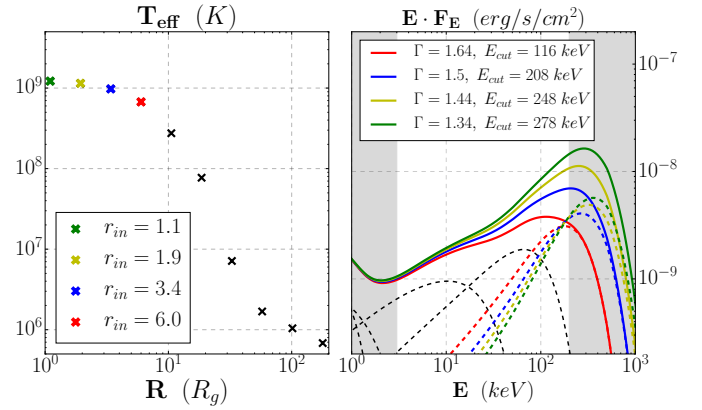 T_eff (K)
10^9
10^8
10^7
10^6
r_in = 1.1
r_in = 1.9
r_in = 3.4
r_in = 6.0
10^0 10^1 10^2
R (R_g)
E · F_E (erg/s/cm^2)
Γ = 1.64, E_cut = 116 keV
Γ = 1.5, E_cut = 208 keV
Γ = 1.44, E_cut = 248 keV
Γ = 1.34, E_cut = 278 keV
10^-7
10^-8
10^-9
10^0 10^1 10^2 10^3
E (keV)